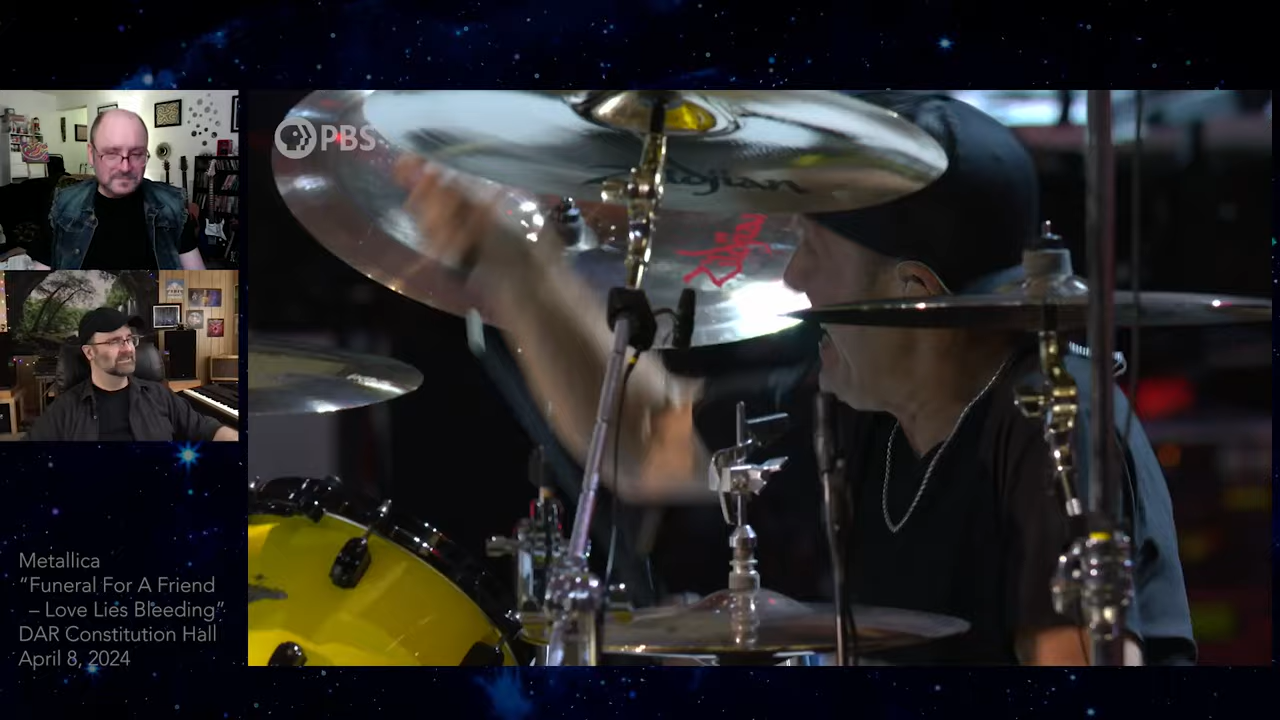 PBS
Zildjian
Metallica
“Funeral For A Friend
– Love Lies Bleeding”
DAR Constitution Hall
April 8, 2024